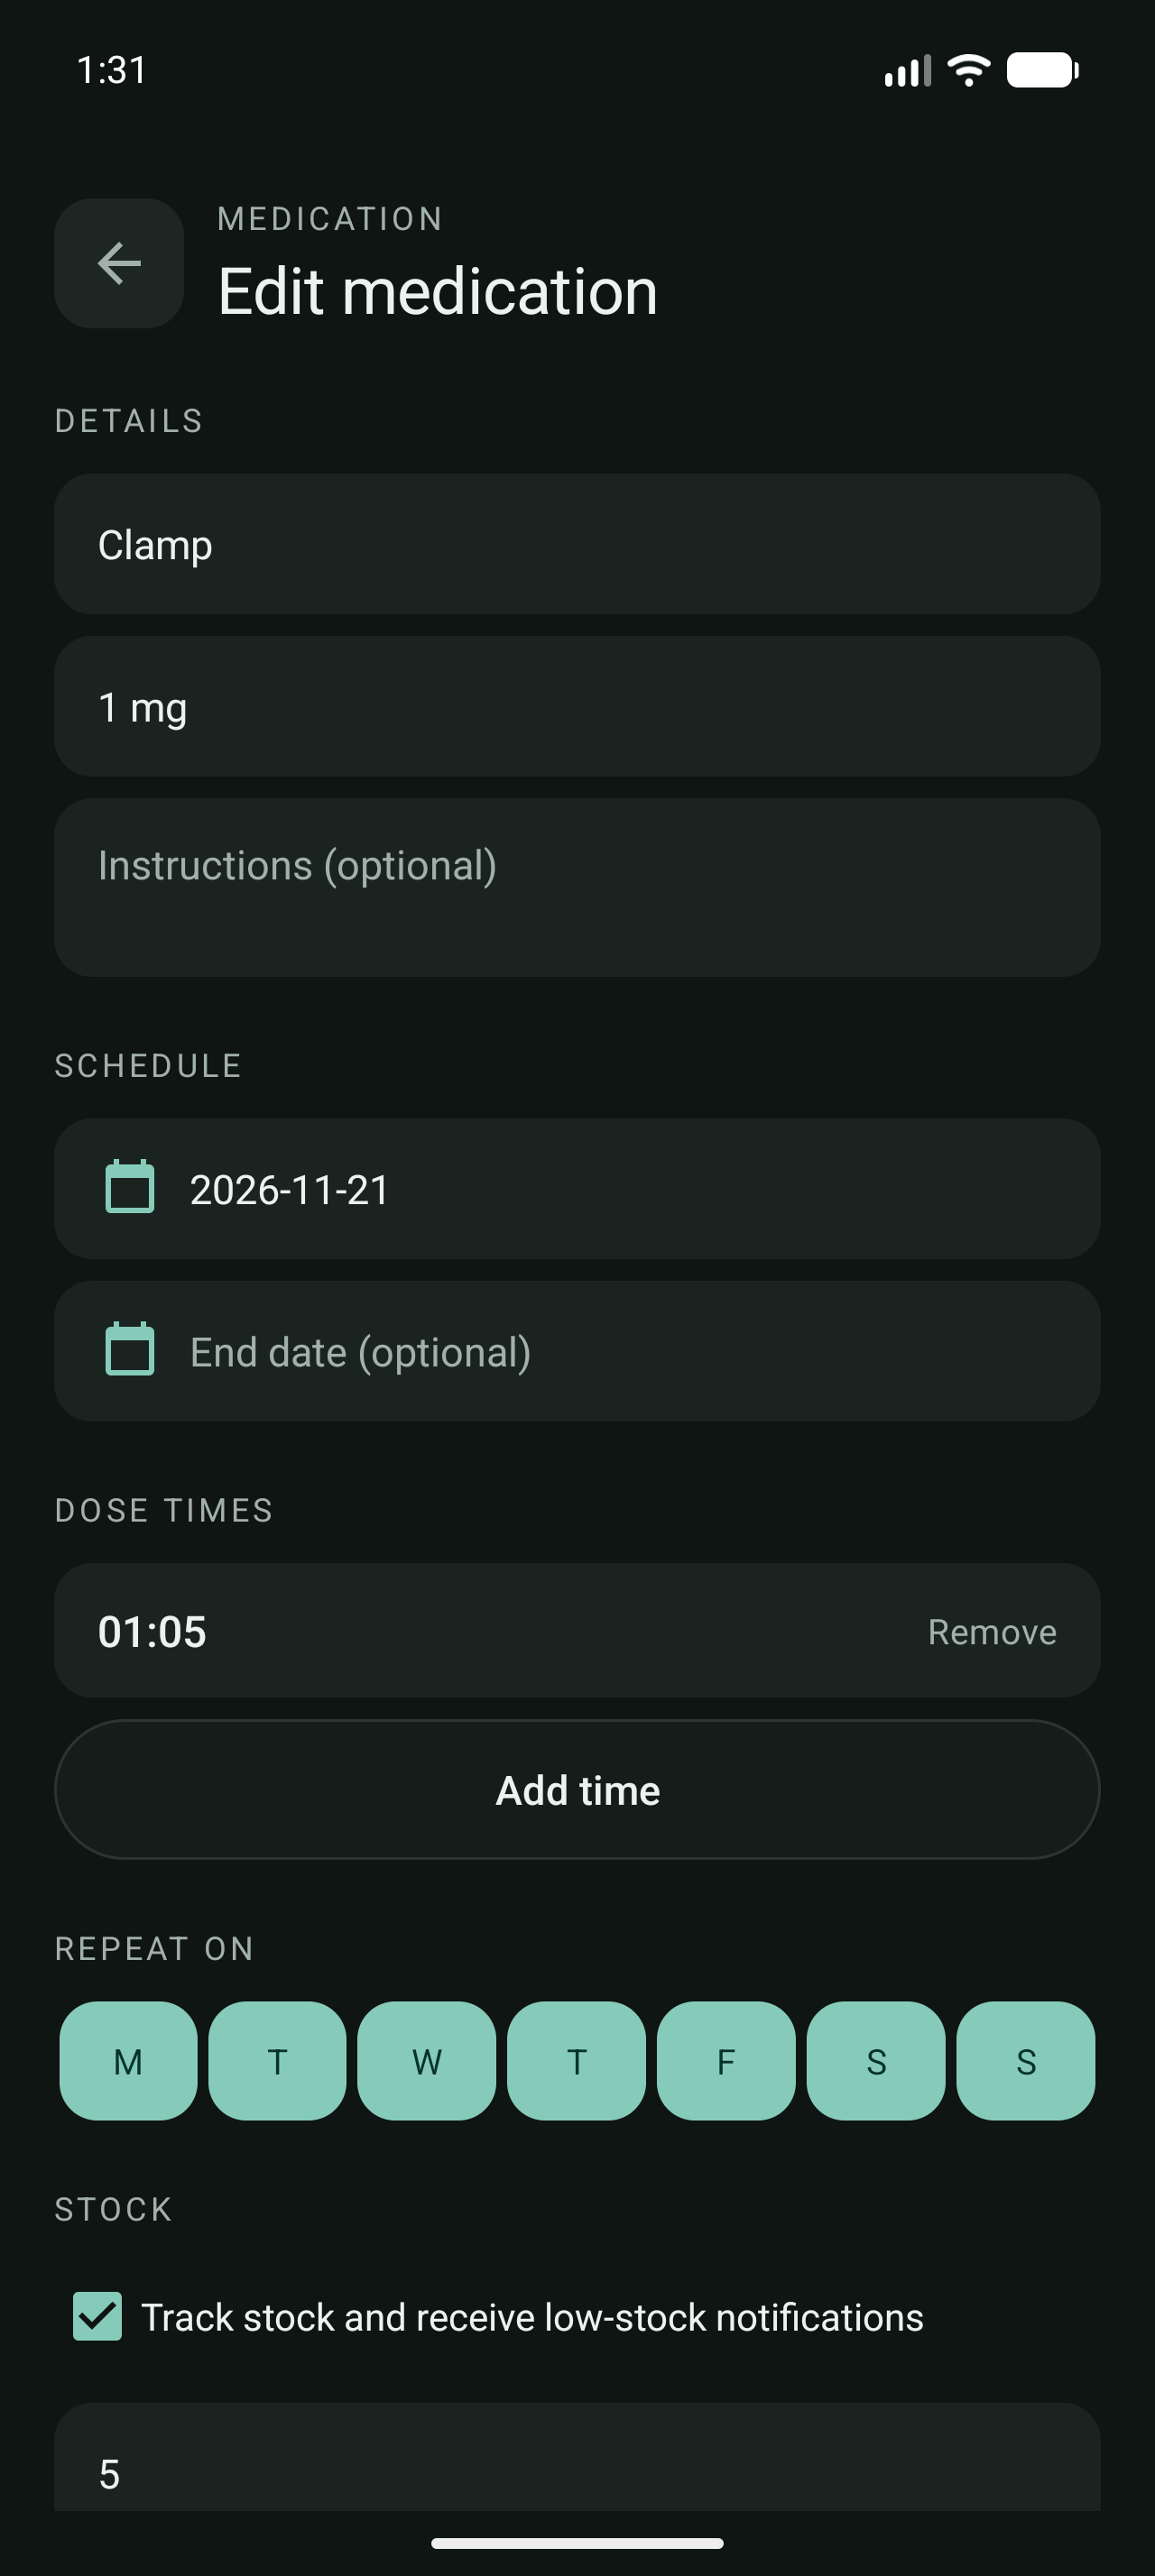 1:31
MEDICATION
Edit medication
DETAILS
Clamp
1 mg
Instructions (optional)
SCHEDULE
2026-11-21
End date (optional)
DOSE TIMES
01:05 Remove
Add time
REPEAT ON
M T W T F S S
STOCK
Track stock and receive low-stock notifications
5